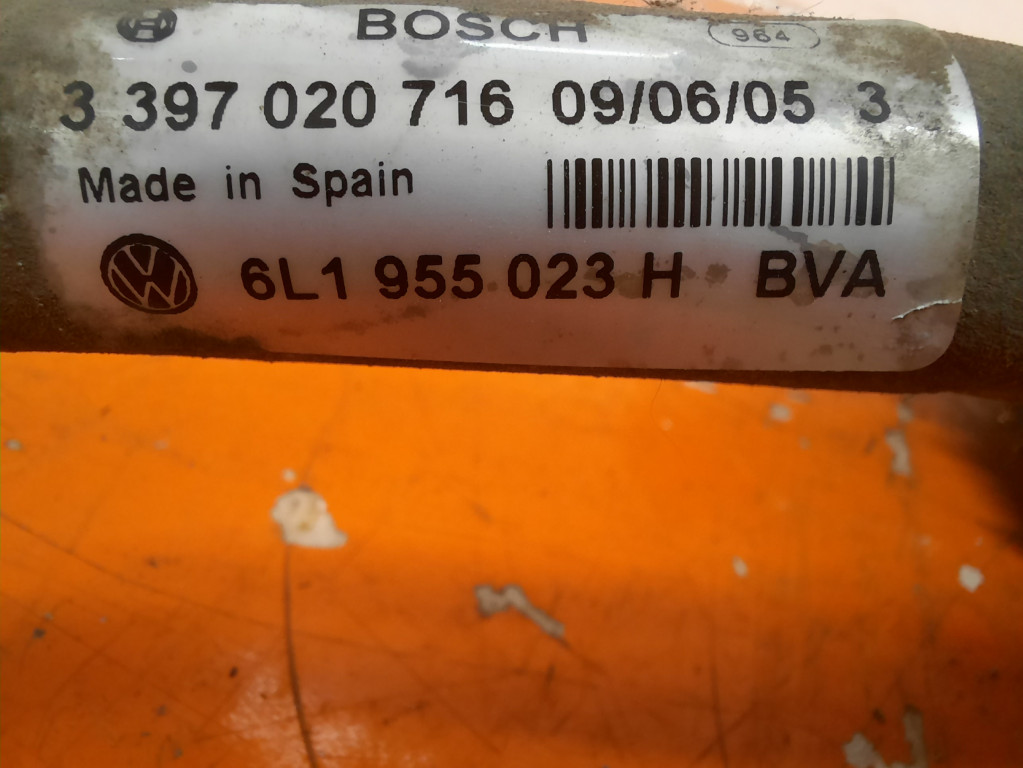 BOSCH 964
3 397 020 716 09/06/05 3
Made in Spain
6L1 955 023 H BVA